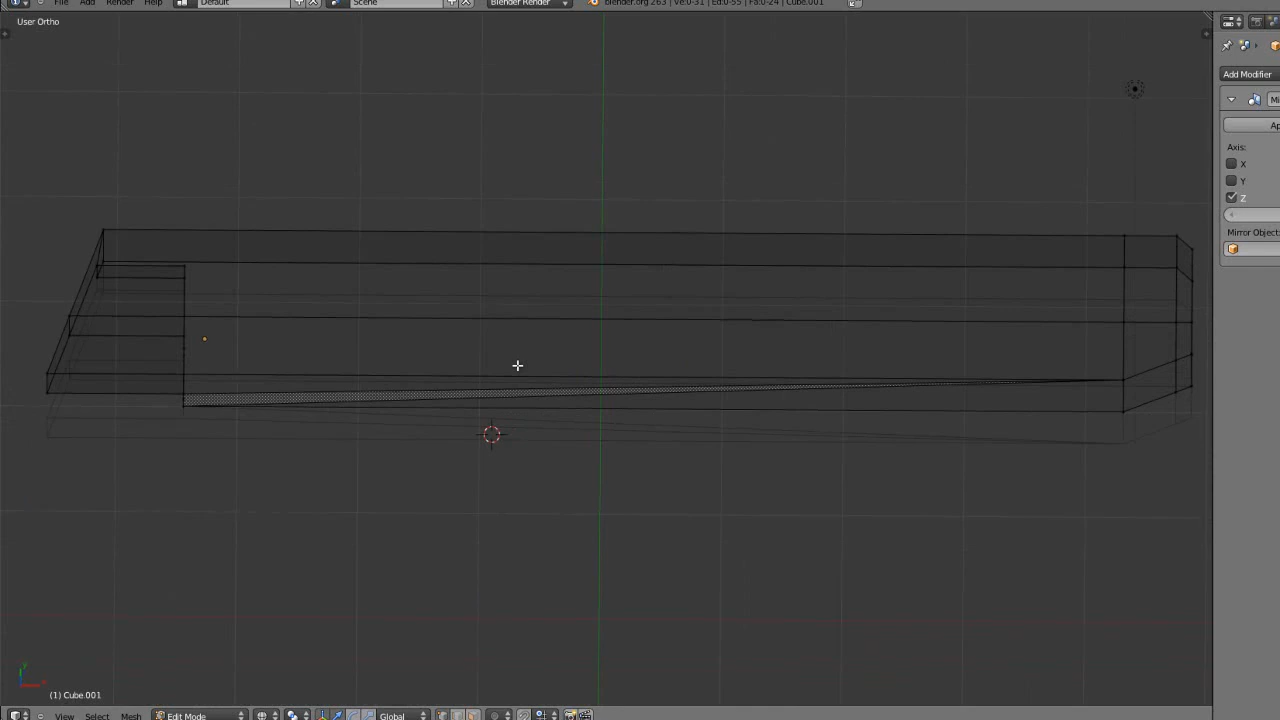 File Add Render Help Default Scene Blender Render blender.org 263 | Ve:0-31 | Ed:0-55 | Fa:0-24 | Cube.001
User Ortho
Add Modifier
Axis:
X
Y
Z
Mirror Object:
(1) Cube.001
View Select Mesh Edit Mode Global